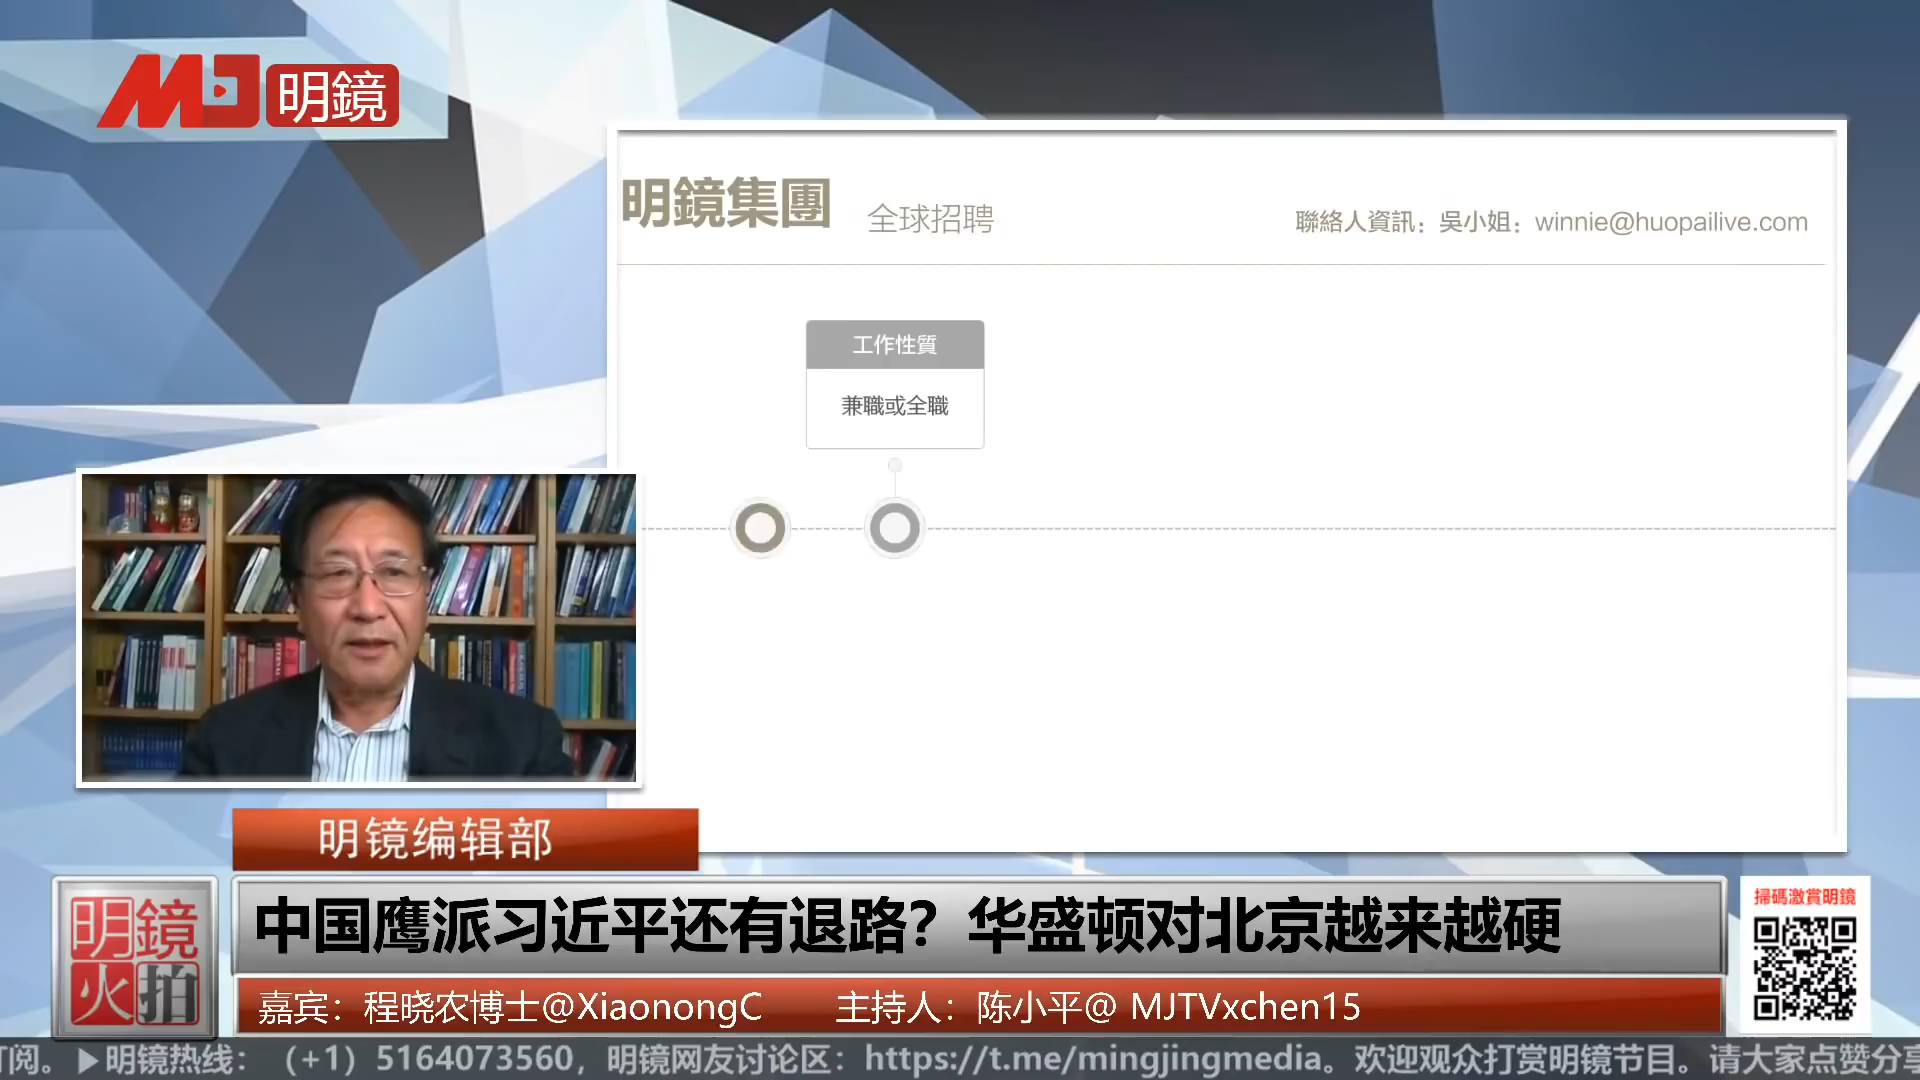 MJ 明鏡
明鏡集團 全球招聘
聯絡人資訊：吳小姐：winnie@huopailive.com
工作性質
兼職或全職
明镜编辑部
明鏡
火拍
中国鹰派习近平还有退路？华盛顿对北京越来越硬
嘉宾：程晓农博士@XiaonongC 主持人：陈小平@ MJTVxchen15
掃碼激賞明鏡
订阅。▶明镜热线：（+1）5164073560，明镜网友讨论区：https://t.me/mingjingmedia。欢迎观众打赏明镜节目。请大家点赞分享